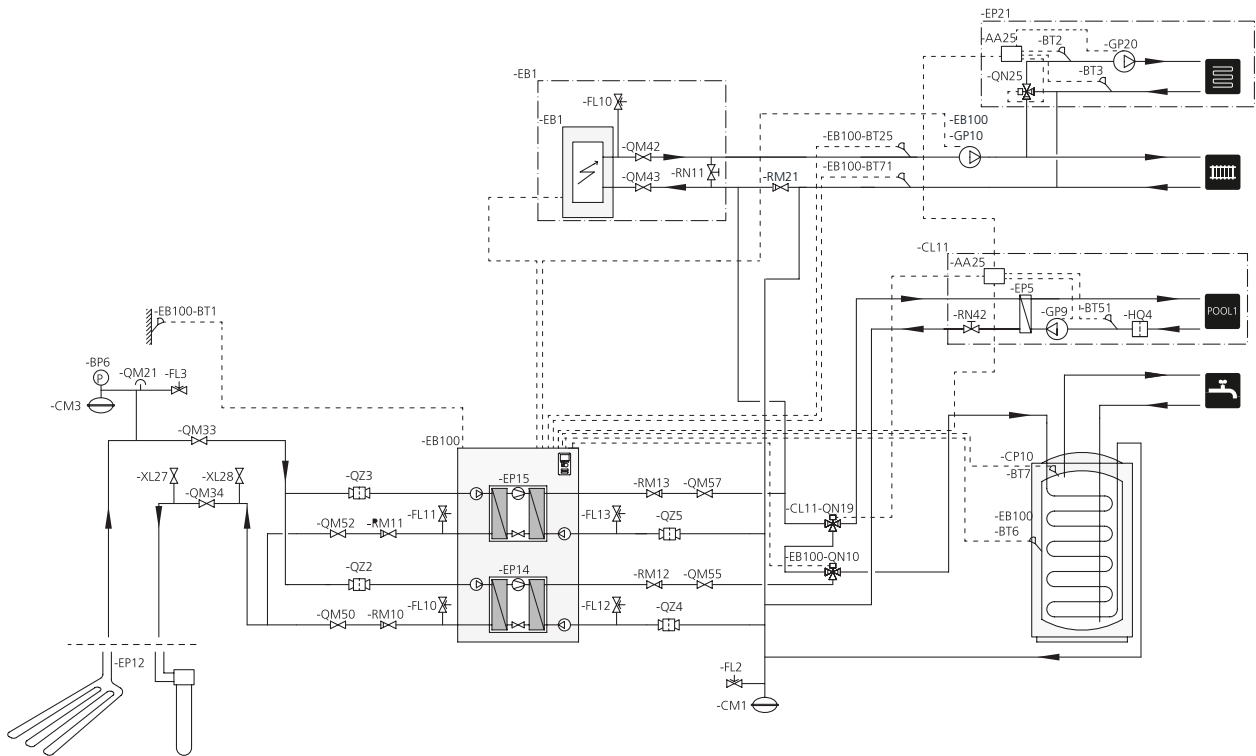 -EP21
-AA25
-BT2
-GP20
-BT3
-QN25
-EB1
-FL10
-EB1
-QM42
-QM43
-RN11
-RM21
-EB100-BT25
-EB100-BT71
-EB100
-GP10
-CL11
-AA25
-EP5
-GP9
-BT51
-HQ4
-RN42
POOL1
-EB100-BT1
-BP6
P
-QM21
-FL3
-CM3
-QM33
-XL27
-XL28
-QM34
-EB100
-QZ3
-EP15
-RM13
-QM57
-QM52
-RM11
-FL11
-FL13
-QZ5
-CL11-QN19
-QZ2
-EP14
-RM12
-QM55
-EB100-QN10
-QM50
-RM10
-FL10
-FL12
-QZ4
-CP10
-BT7
-EB100
-BT6
-EP12
-FL2
-CM1